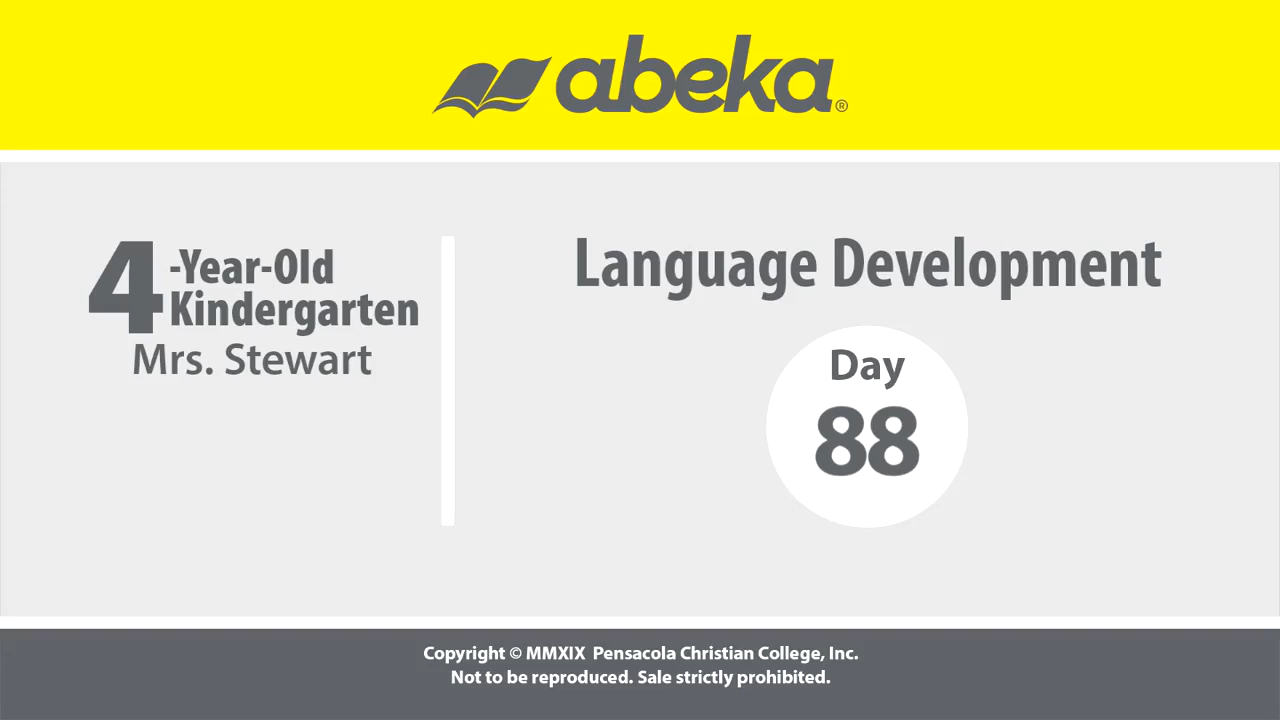 abeka®
4-Year-Old
Kindergarten
Mrs. Stewart
Language Development
Day
88
Copyright © MMXIX Pensacola Christian College, Inc.
Not to be reproduced. Sale strictly prohibited.